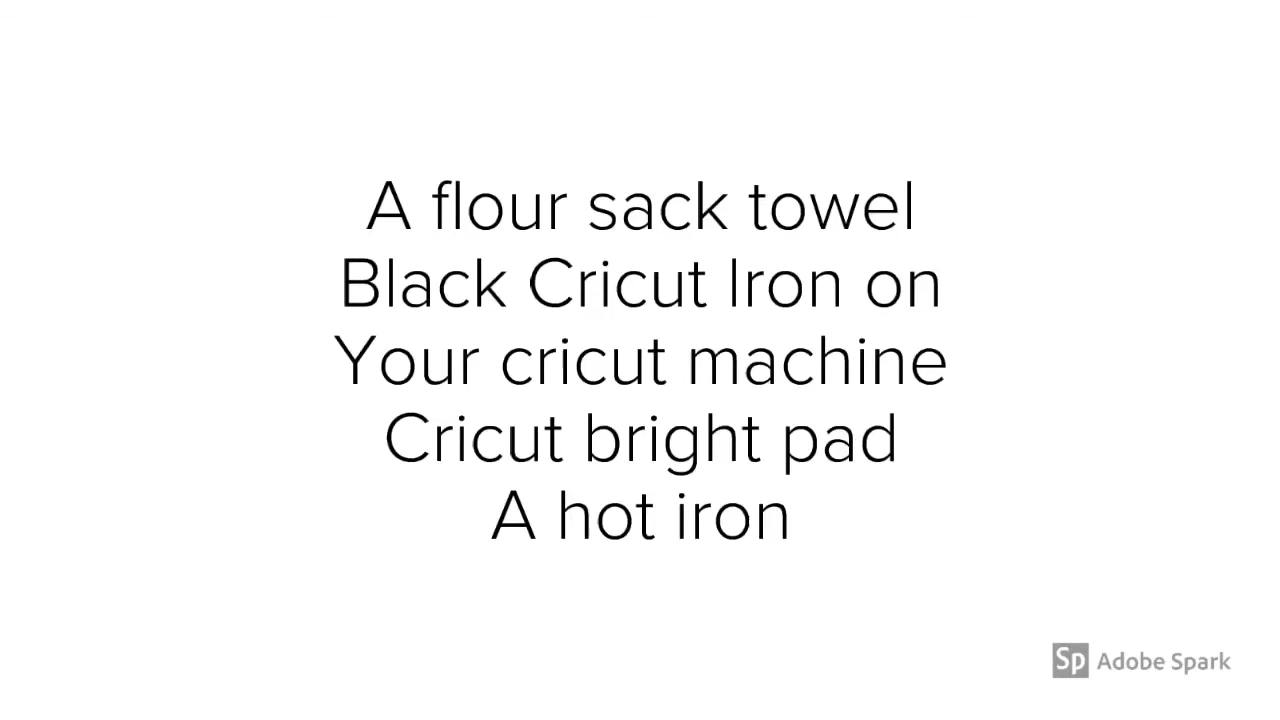 A flour sack towel
Black Cricut Iron on
Your cricut machine
Cricut bright pad
A hot iron
Sp Adobe Spark